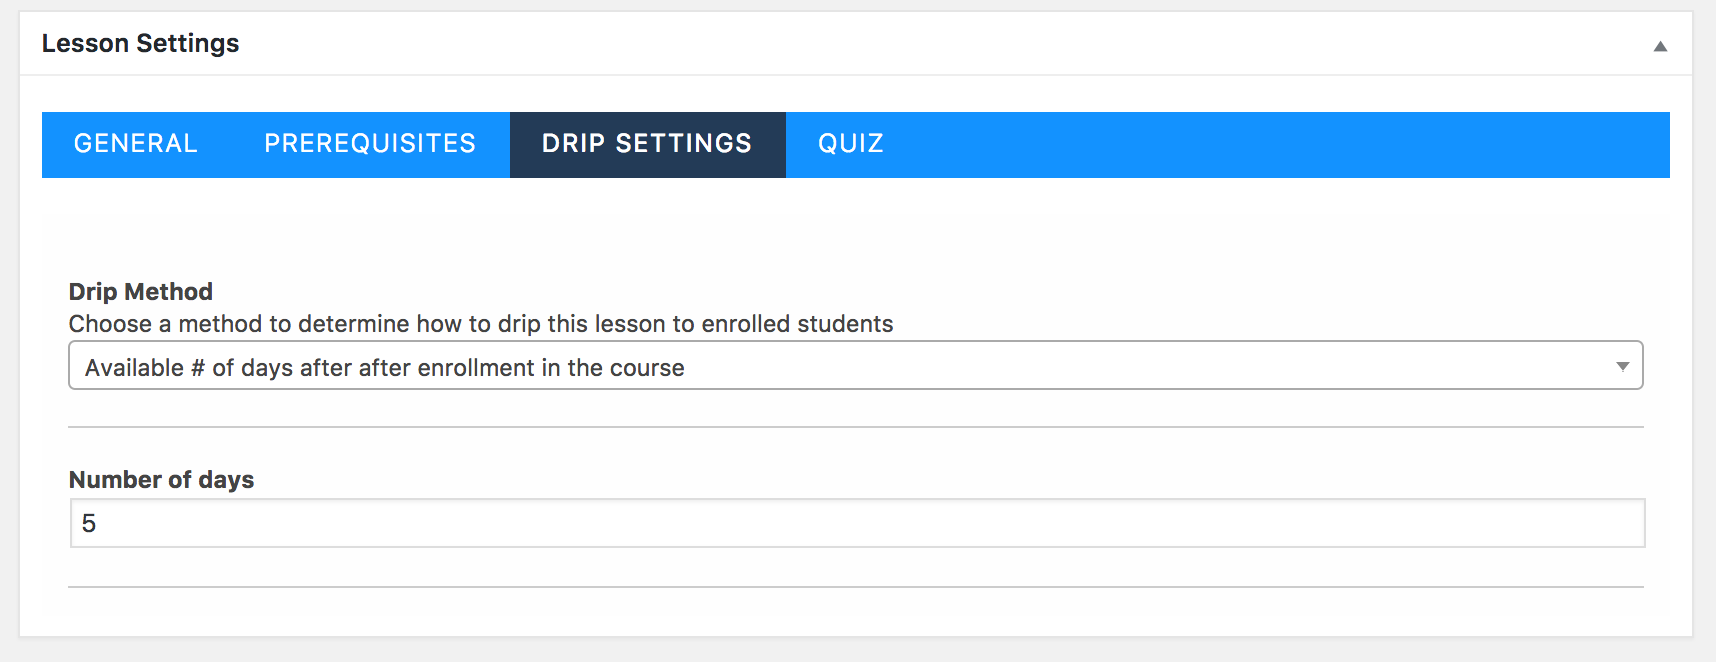 Lesson Settings
GENERAL PREREQUISITES DRIP SETTINGS QUIZ
Drip Method
Choose a method to determine how to drip this lesson to enrolled students
Available # of days after after enrollment in the course
Number of days
5